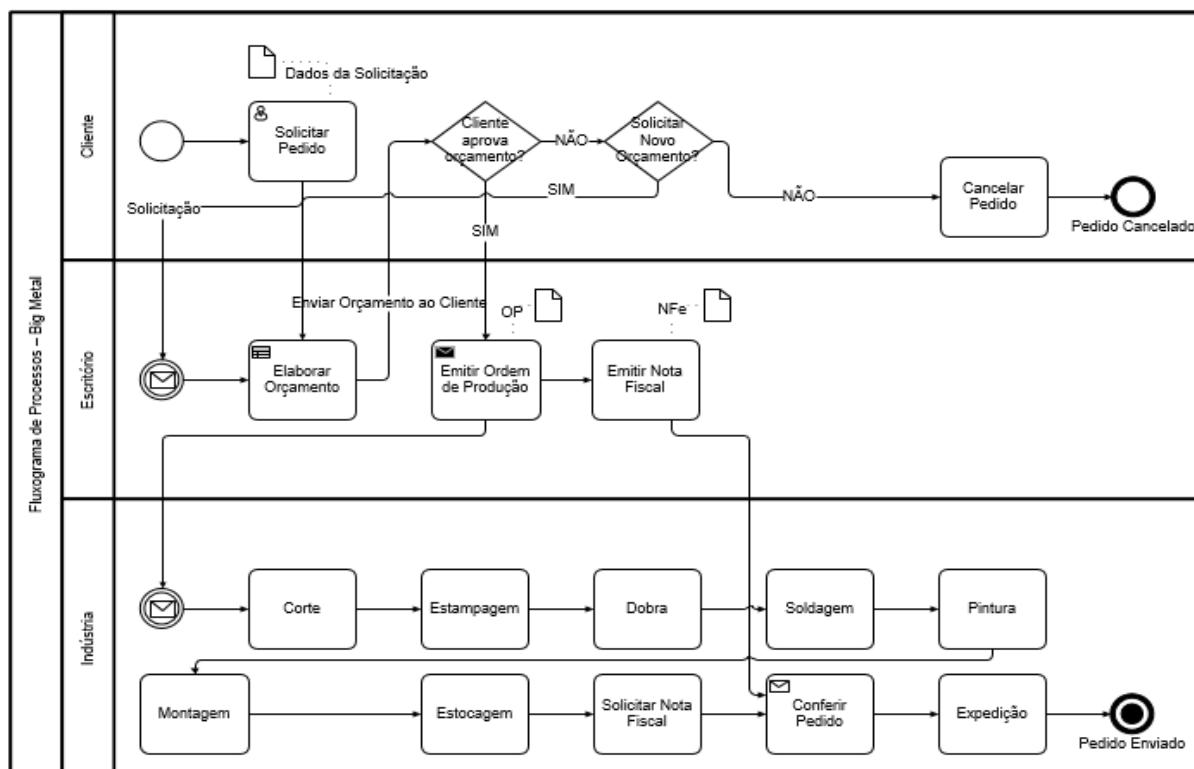 Fluxograma de Processos – Big Metal
Cliente
Dados da Solicitação
Solicitar
Pedido
Cliente
aprova
orçamento?
NÃO
Solicitar
Novo
Orçamento?
SIM
NÃO
Cancelar
Pedido
Pedido Cancelado
Solicitação
SIM
Escritório
Enviar Orçamento ao Cliente
OP
NFe
Elaborar
Orçamento
Emitir Ordem
de Produção
Emitir Nota
Fiscal
Indústria
Corte
Estampagem
Dobra
Soldagem
Pintura
Montagem
Estocagem
Solicitar Nota
Fiscal
Conferir
Pedido
Expedição
Pedido Enviado